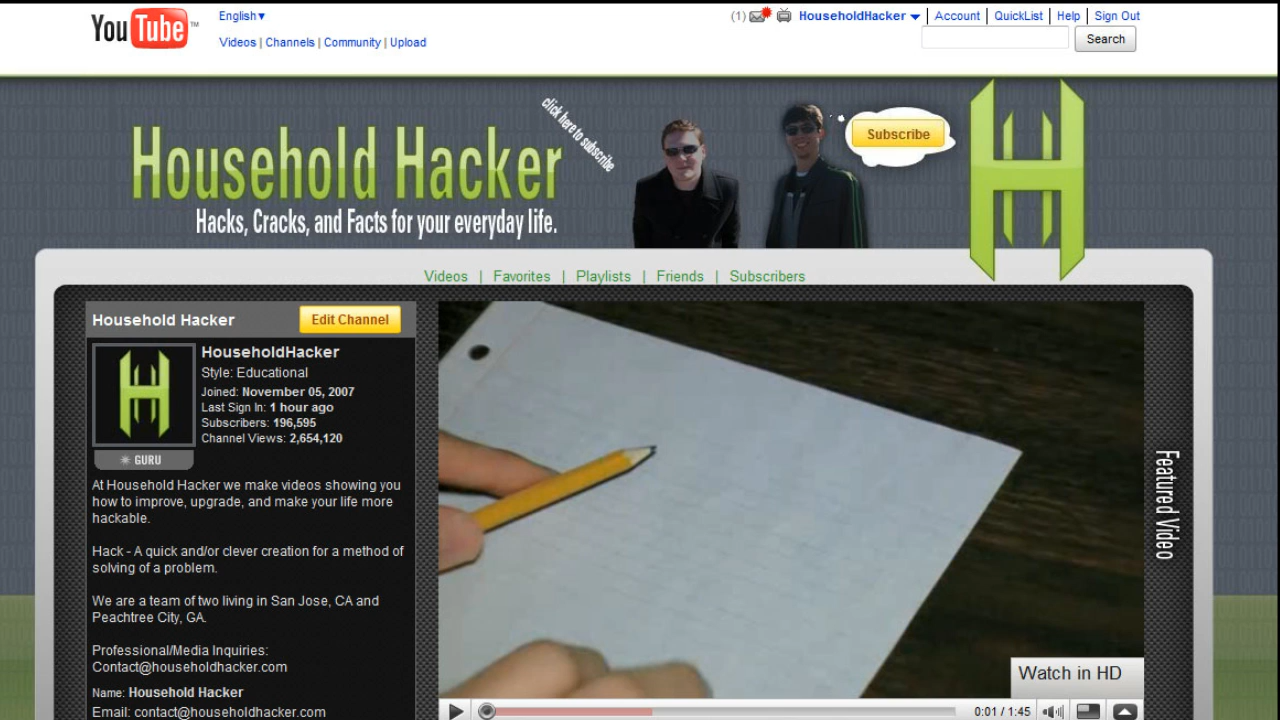 You Tube™
English▾
(1) HouseholdHacker | Account | QuickList | Help | Sign Out
Videos | Channels | Community | Upload
Search
click here to subscribe
Subscribe
Household Hacker
Hacks, Cracks, and Facts for your everyday life.
Videos | Favorites | Playlists | Friends | Subscribers
Household Hacker
Edit Channel
HouseholdHacker
Style: Educational
Joined: November 05, 2007
Last Sign In: 1 hour ago
Subscribers: 196,595
Channel Views: 2,654,120
GURU
At Household Hacker we make videos showing you
how to improve, upgrade, and make your life more
hackable.
Hack - A quick and/or clever creation for a method of
solving of a problem.
We are a team of two living in San Jose, CA and
Peachtree City, GA.
Professional/Media Inquiries:
Contact@householdhacker.com
Name: Household Hacker
Email: contact@householdhacker.com
Featured Video
Watch in HD
0:01 / 1:45